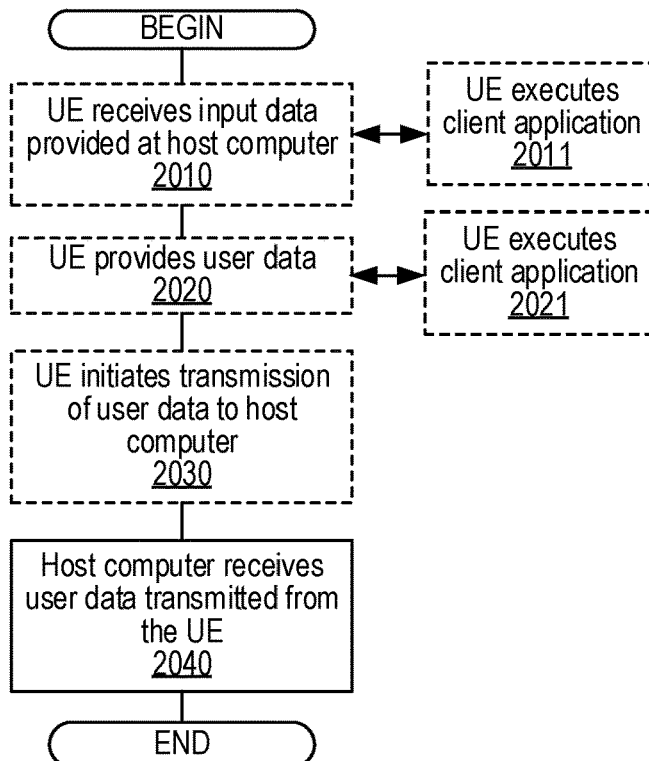 BEGIN
UE receives input data
provided at host computer
2010
UE executes
client application
2011
UE provides user data
2020
UE executes
client application
2021
UE initiates transmission
of user data to host
computer
2030
Host computer receives
user data transmitted from
the UE
2040
END